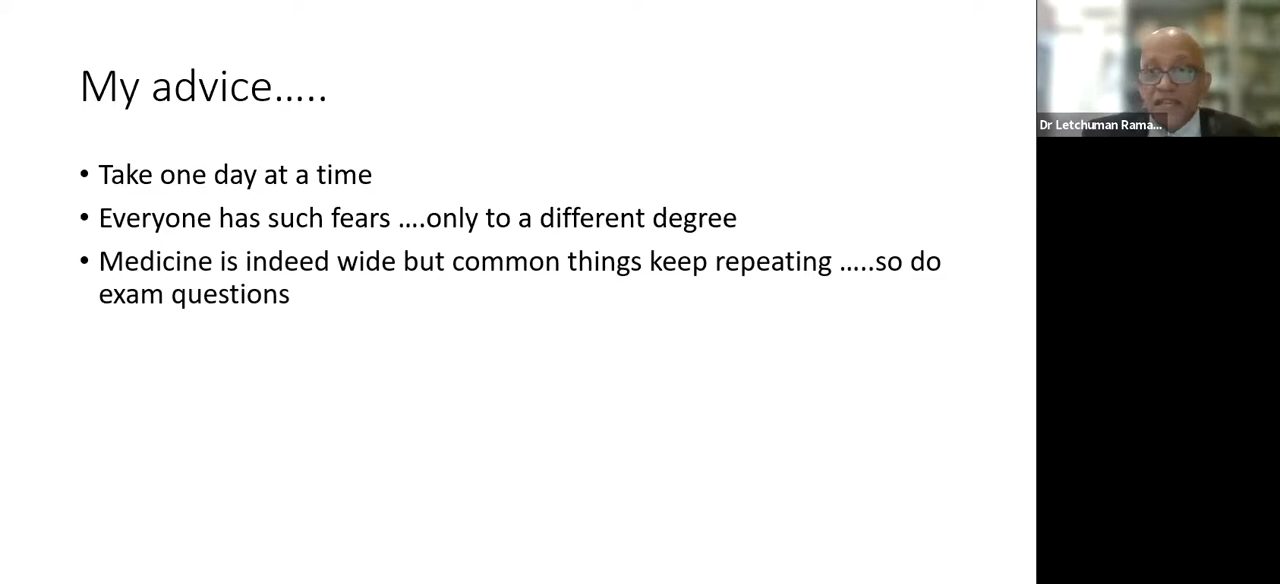 My advice.....
• Take one day at a time
• Everyone has such fears ....only to a different degree
• Medicine is indeed wide but common things keep repeating .....so do
exam questions
Dr Letchuman Rama...